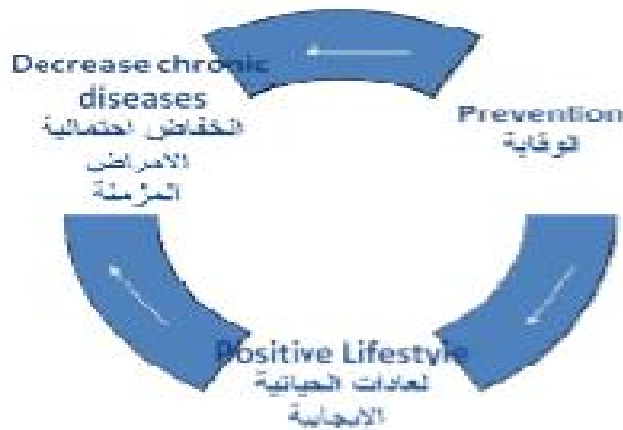 Decrease chronic
diseases
انخفاض احتمالية
الامراض
المزمنة
Prevention
الوقاية
Positive Lifestyle
لعادات الحياتية
الايجابية